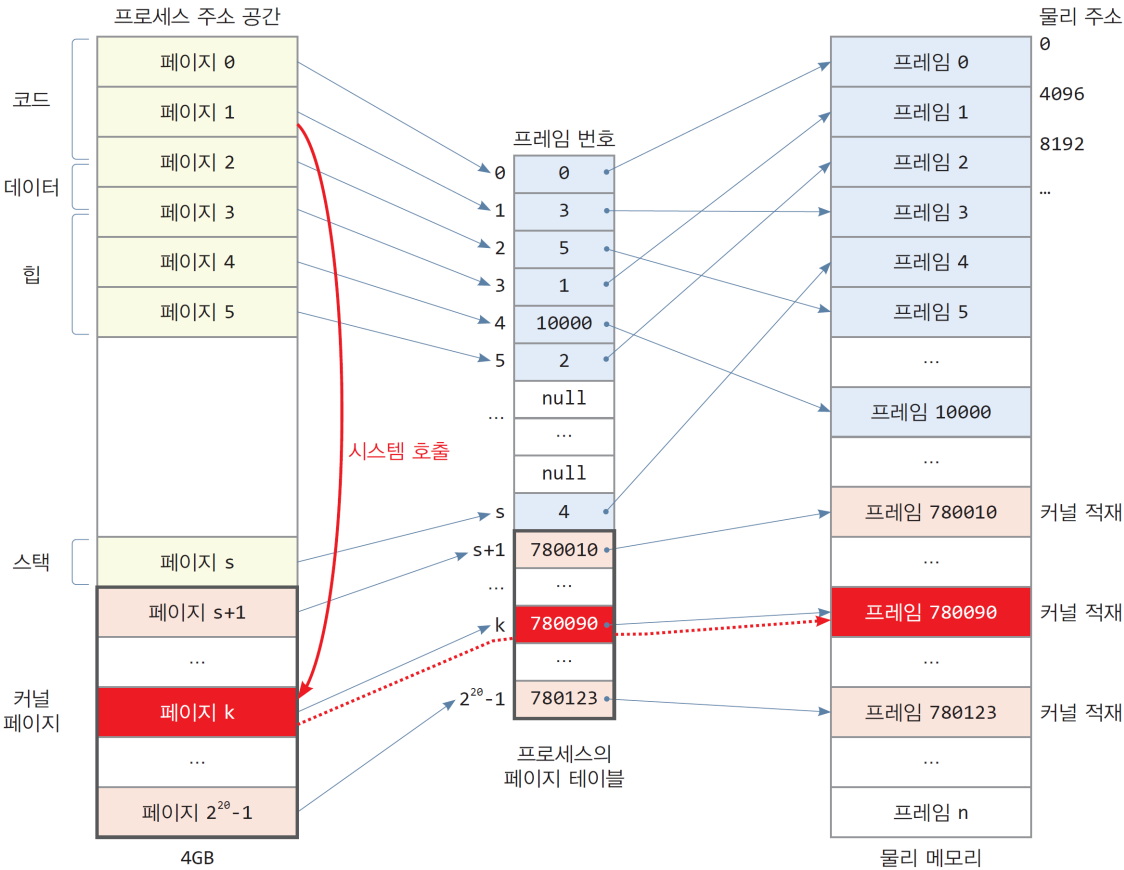 프로세스 주소 공간
코드
데이터
힙
스택
커널
페이지
페이지 0
페이지 1
페이지 2
페이지 3
페이지 4
페이지 5
페이지 s
페이지 s+1
...
페이지 k
...
페이지 2²⁰-1
4GB
시스템 호출
프레임 번호
0 0
1 3
2 5
3 1
4 10000
5 2
null
... ...
null
s 4
s+1 780010
... ...
k 780090
...
2²⁰-1 780123
프로세스의
페이지 테이블
물리 주소
0
4096
8192
...
프레임 0
프레임 1
프레임 2
프레임 3
프레임 4
프레임 5
...
프레임 10000
...
프레임 780010 커널 적재
...
프레임 780090 커널 적재
...
프레임 780123 커널 적재
...
프레임 n
물리 메모리